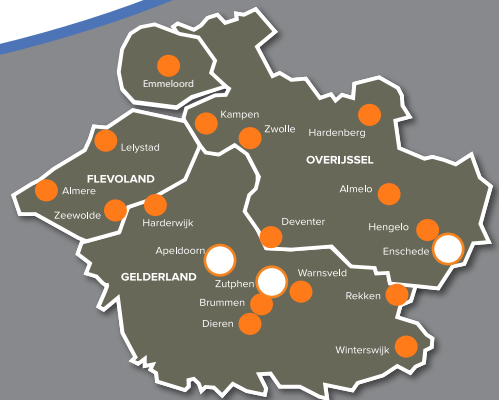 Emmeloord
Kampen
Zwolle
Hardenberg
Lelystad
OVERIJSSEL
FLEVOLAND
Almere
Almelo
Zeewolde
Harderwijk
Deventer
Hengelo
Apeldoorn
Enschede
GELDERLAND
Warnsveld
Zutphen
Rekken
Brummen
Dieren
Winterswijk